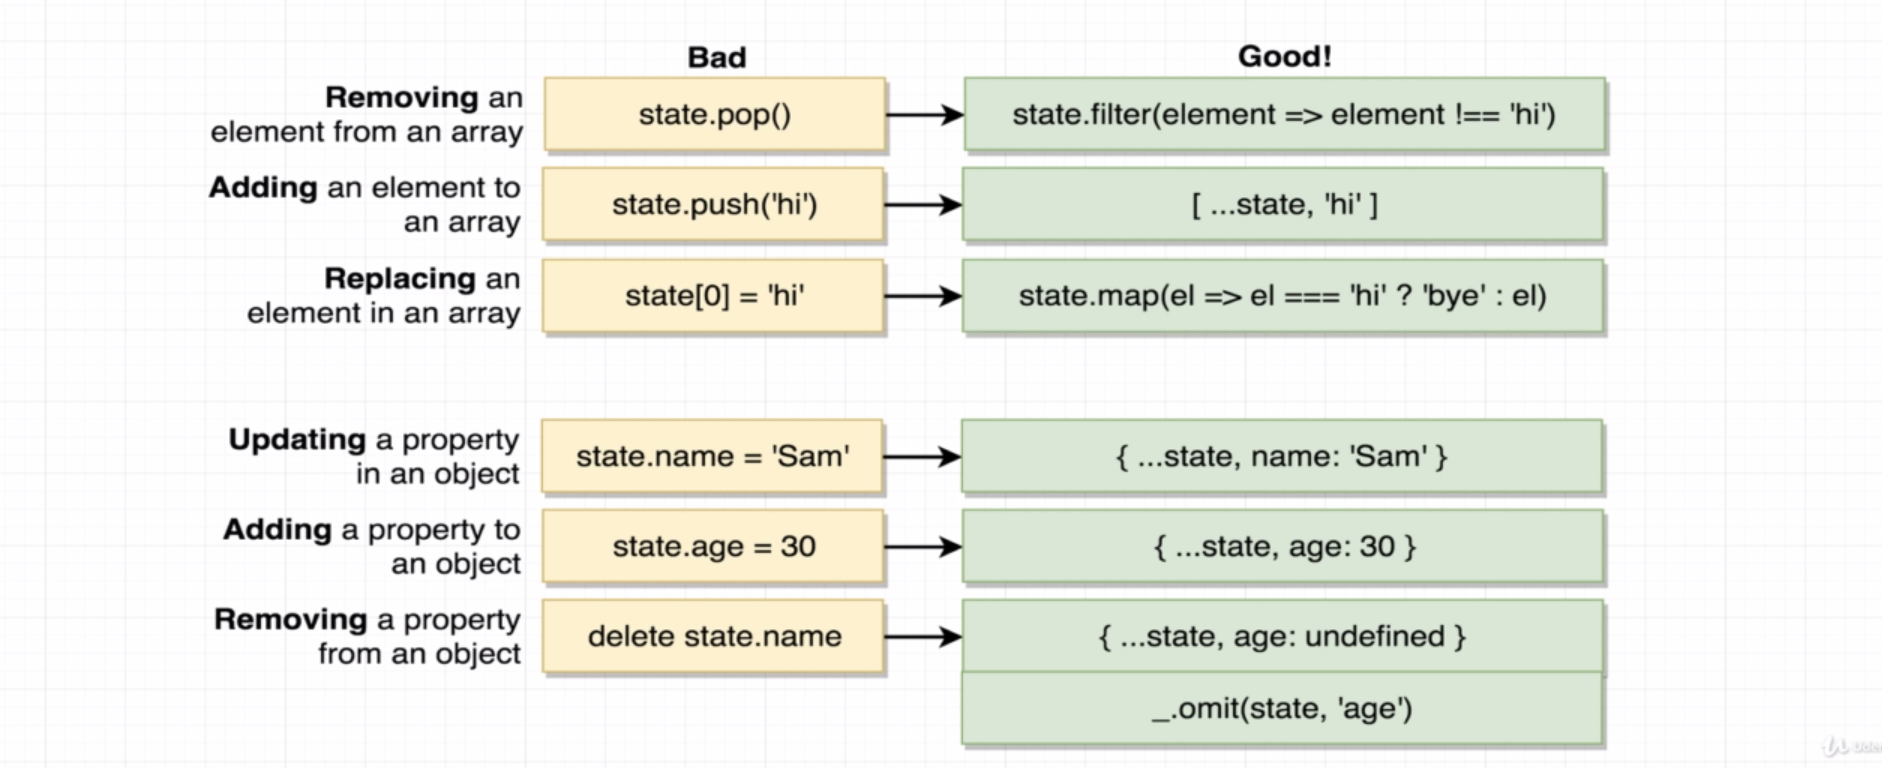 Bad
Good!
Removing an
element from an array
state.pop()
state.filter(element => element !== 'hi')
Adding an element to
an array
state.push('hi')
[ ...state, 'hi' ]
Replacing an
element in an array
state[0] = 'hi'
state.map(el => el === 'hi' ? 'bye' : el)
Updating a property
in an object
state.name = 'Sam'
{ ...state, name: 'Sam' }
Adding a property to
an object
state.age = 30
{ ...state, age: 30 }
Removing a property
from an object
delete state.name
{ ...state, age: undefined }
_.omit(state, 'age')